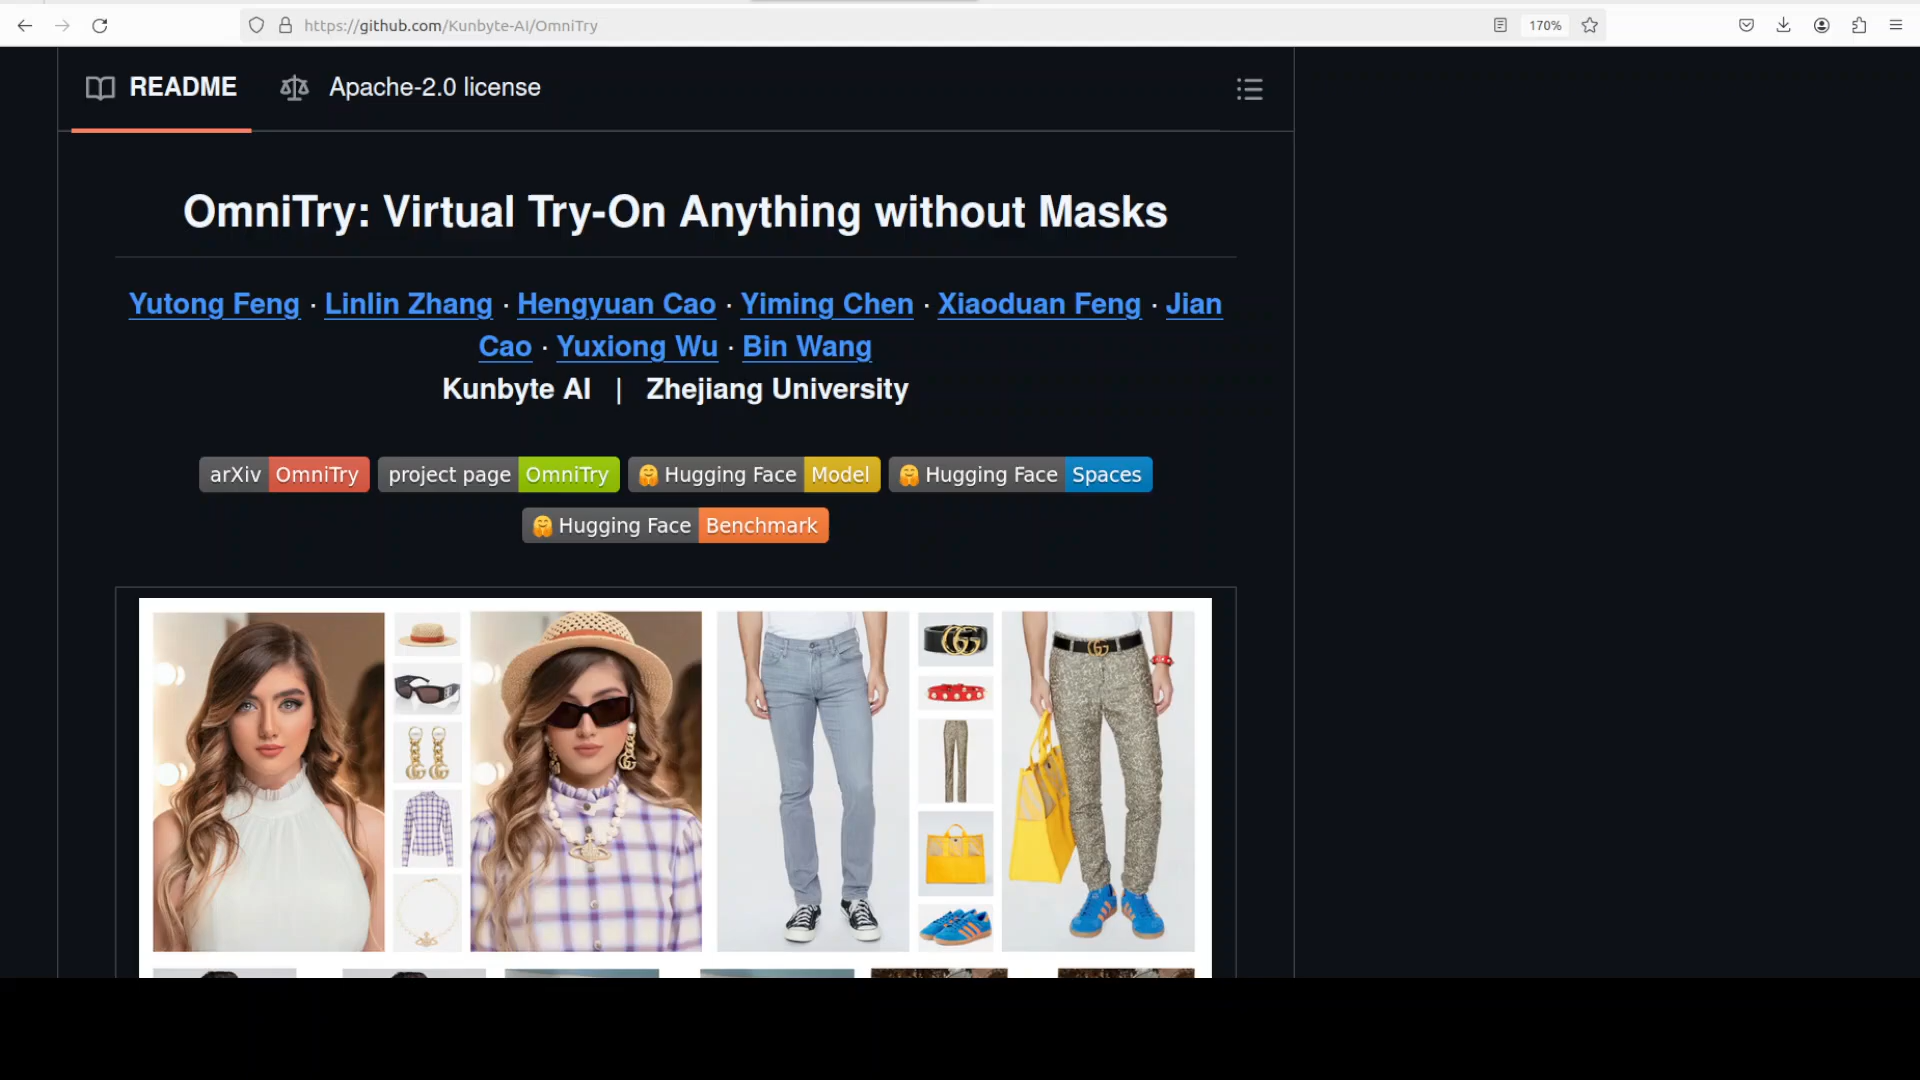 https://github.com/Kunbyte-AI/OmniTry
170%
README
Apache-2.0 license
OmniTry: Virtual Try-On Anything without Masks
Yutong Feng · Linlin Zhang · Hengyuan Cao · Yiming Chen · Xiaoduan Feng · Jian
Cao · Yuxiong Wu · Bin Wang
Kunbyte AI | Zhejiang University
arXiv OmniTry project page OmniTry 🤗 Hugging Face Model 🤗 Hugging Face Spaces
🤗 Hugging Face Benchmark